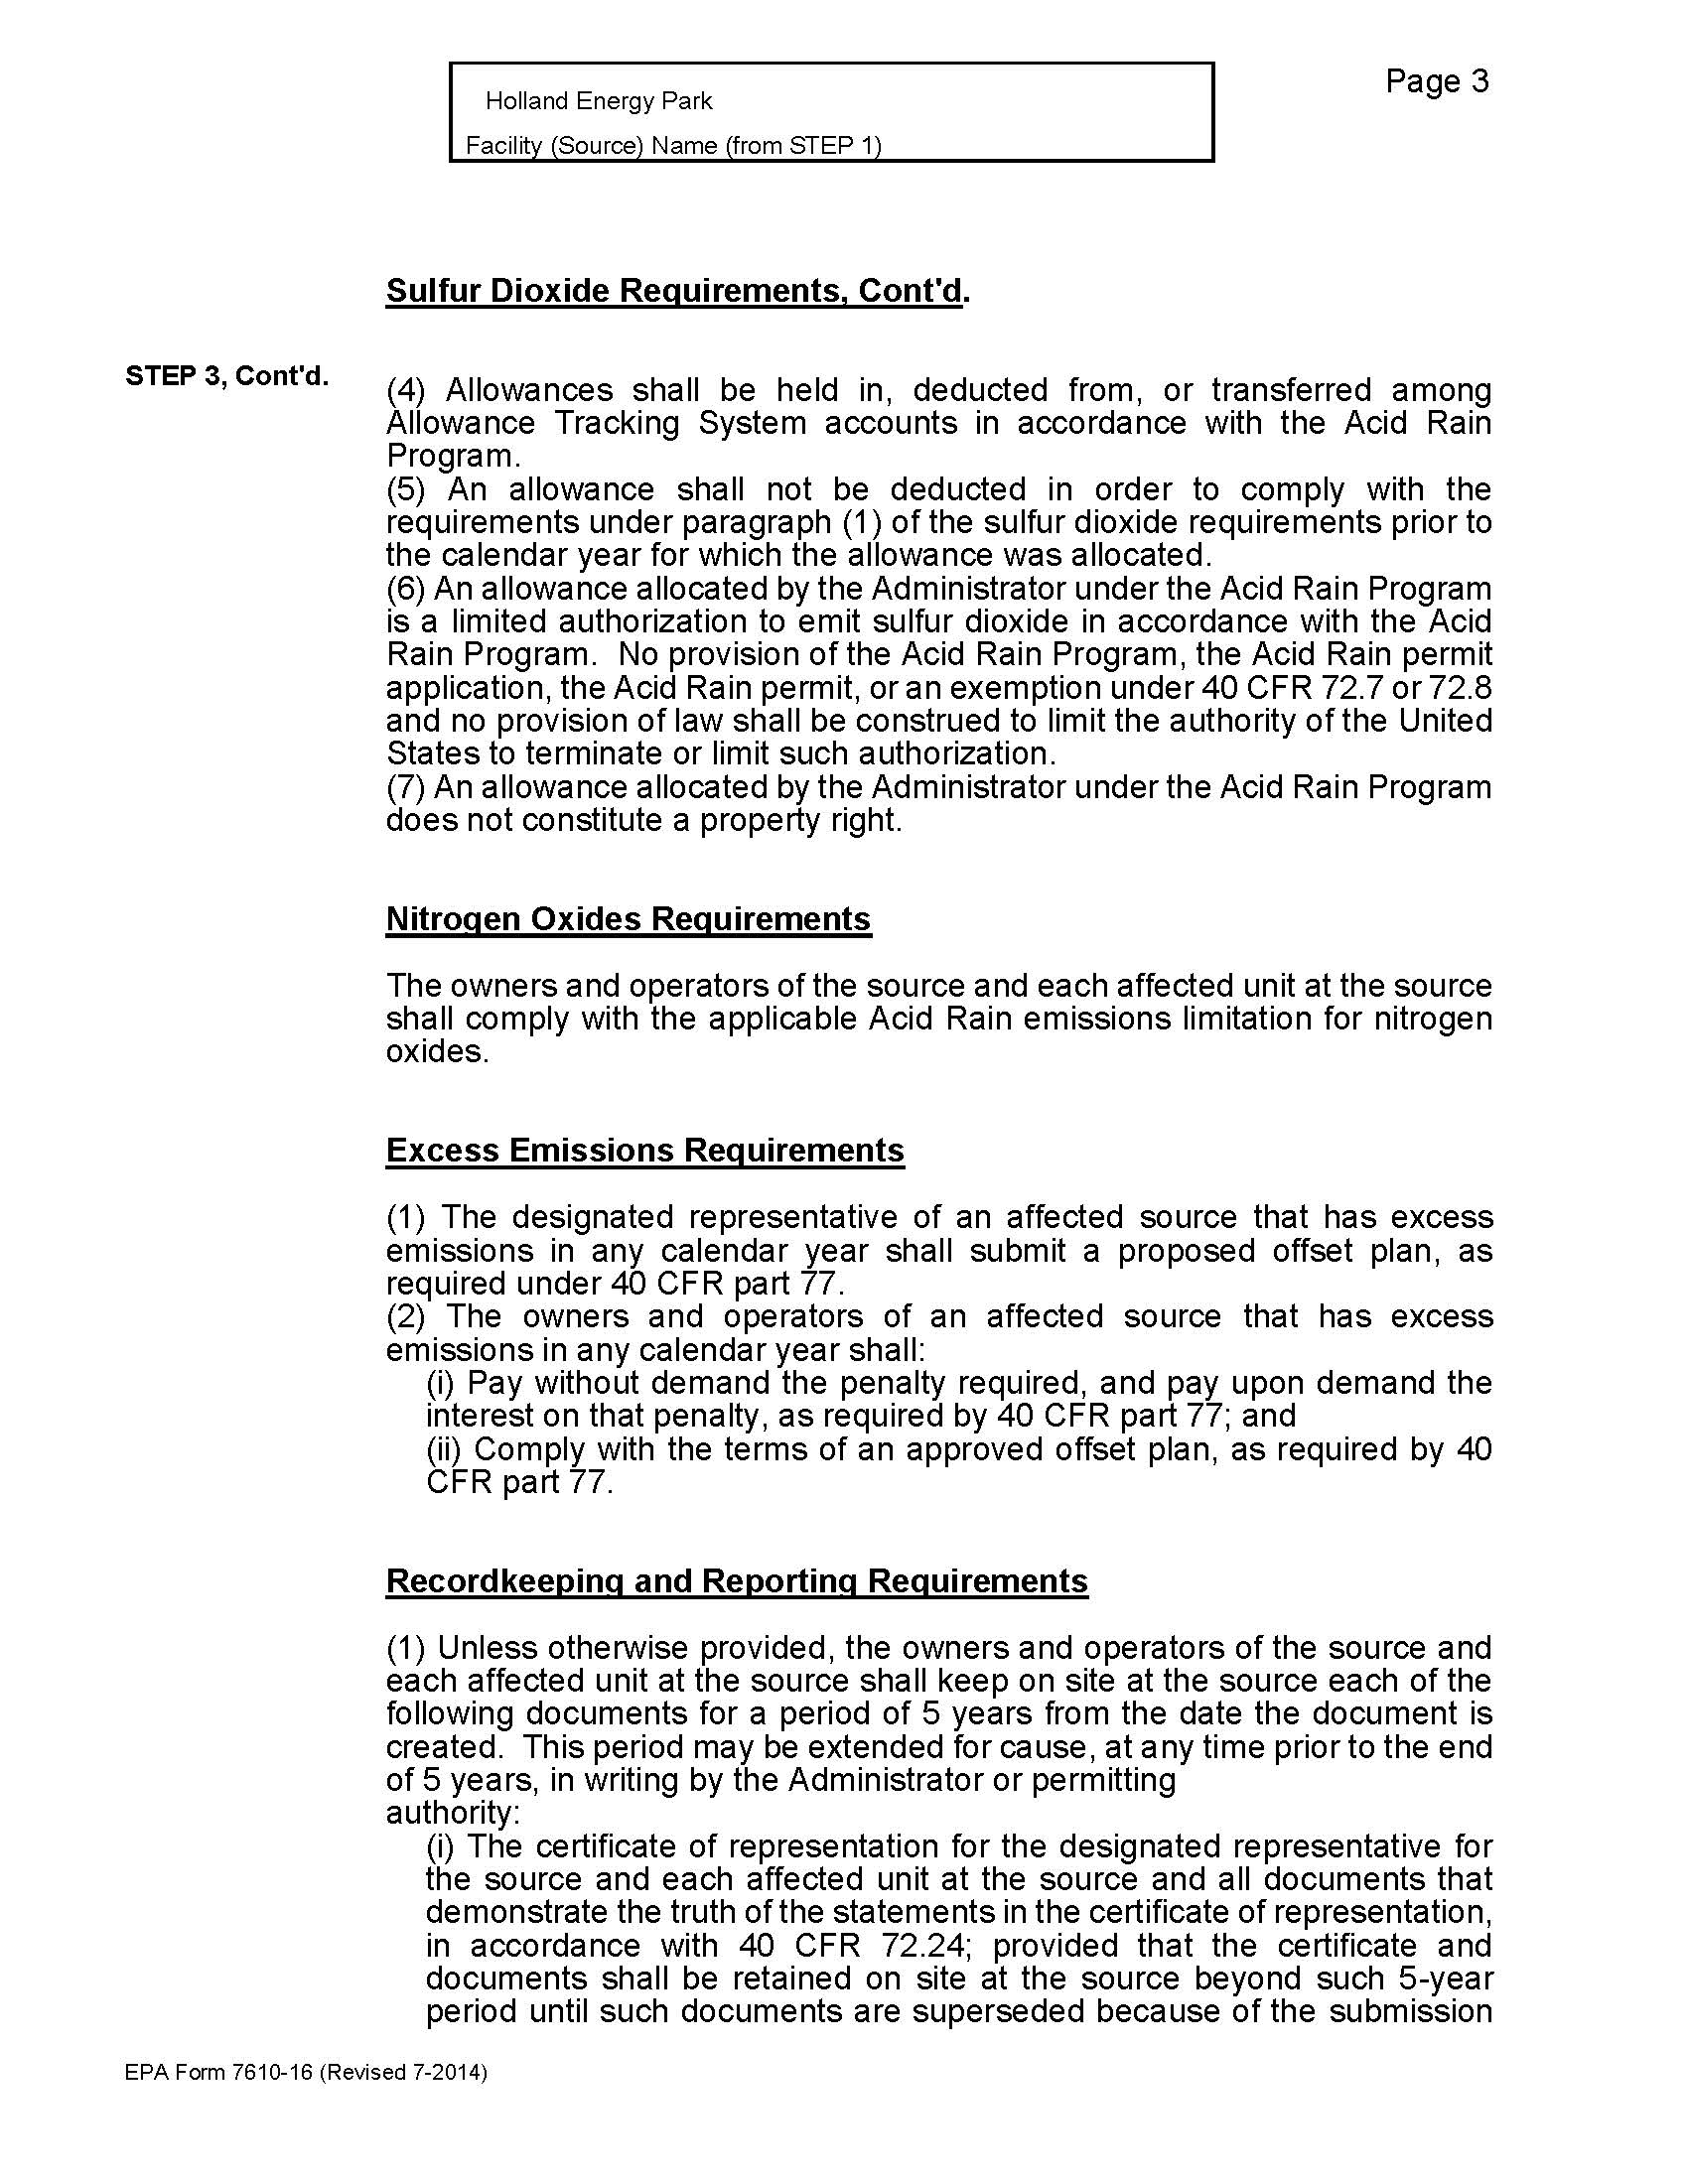 Page 3
Holland Energy Park
Facility (Source) Name (from STEP 1)
Sulfur Dioxide Requirements, Cont'd.
STEP 3, Cont'd.
(4) Allowances shall be held in, deducted from, or transferred among
Allowance Tracking System accounts in accordance with the Acid Rain
Program.
(5) An allowance shall not be deducted in order to comply with the
requirements under paragraph (1) of the sulfur dioxide requirements prior to
the calendar year for which the allowance was allocated.
(6) An allowance allocated by the Administrator under the Acid Rain Program
is a limited authorization to emit sulfur dioxide in accordance with the Acid
Rain Program.  No provision of the Acid Rain Program, the Acid Rain permit
application, the Acid Rain permit, or an exemption under 40 CFR 72.7 or 72.8
and no provision of law shall be construed to limit the authority of the United
States to terminate or limit such authorization.
(7) An allowance allocated by the Administrator under the Acid Rain Program
does not constitute a property right.
Nitrogen Oxides Requirements
The owners and operators of the source and each affected unit at the source
shall comply with the applicable Acid Rain emissions limitation for nitrogen
oxides.
Excess Emissions Requirements
(1) The designated representative of an affected source that has excess
emissions in any calendar year shall submit a proposed offset plan, as
required under 40 CFR part 77.
(2) The owners and operators of an affected source that has excess
emissions in any calendar year shall:
(i) Pay without demand the penalty required, and pay upon demand the
interest on that penalty, as required by 40 CFR part 77; and
(ii) Comply with the terms of an approved offset plan, as required by 40
CFR part 77.
Recordkeeping and Reporting Requirements
(1) Unless otherwise provided, the owners and operators of the source and
each affected unit at the source shall keep on site at the source each of the
following documents for a period of 5 years from the date the document is
created.  This period may be extended for cause, at any time prior to the end
of 5 years, in writing by the Administrator or permitting
authority:
(i) The certificate of representation for the designated representative for
the source and each affected unit at the source and all documents that
demonstrate the truth of the statements in the certificate of representation,
in accordance with 40 CFR 72.24; provided that the certificate and
documents shall be retained on site at the source beyond such 5-year
period until such documents are superseded because of the submission
EPA Form 7610-16 (Revised 7-2014)